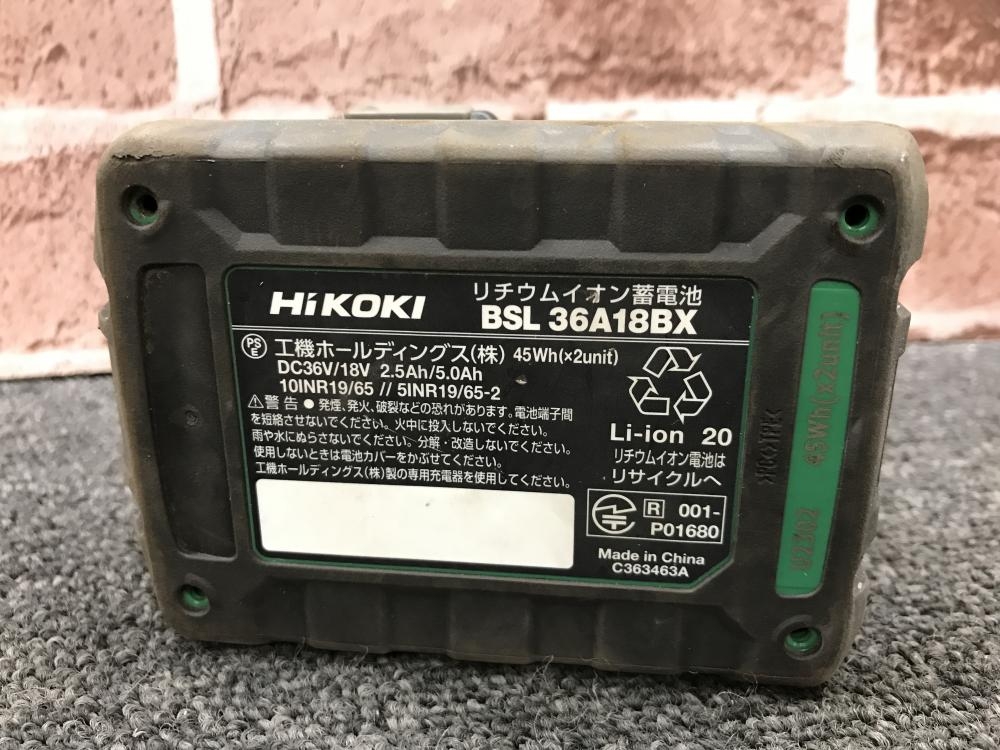 HiKOKI
リチウムイオン蓄電池
BSL 36A18BX
PSE 工機ホールディングス(株) 45Wh(×2unit)
DC36V/18V 2.5Ah/5.0Ah
10INR19/65 // 5INR19/65-2
⚠警告 ● 発煙、発火、破裂などの恐れがあります。電池端子間
を短絡させないでください。火中に投入しないでください。
雨や水にぬらさないでください。分解・改造しないでください。
使用しないときは電池カバーをかぶせてください。
工機ホールディングス(株)製の専用充電器を使用してください。
Li-ion 20
リチウムイオン電池は
リサイクルへ
R 001-
P01680
Made in China
C363463A
45Wh(x2unit)